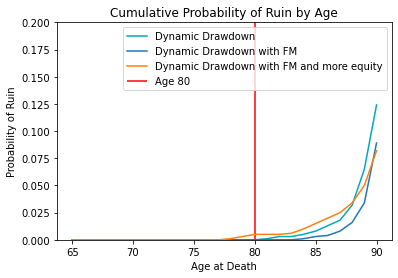 Cumulative Probability of Ruin by Age
0.200
0.175
0.150
0.125
0.100
0.075
0.050
0.025
0.000
Probability of Ruin
Dynamic Drawdown
Dynamic Drawdown with FM
Dynamic Drawdown with FM and more equity
Age 80
65 70 75 80 85 90
Age at Death